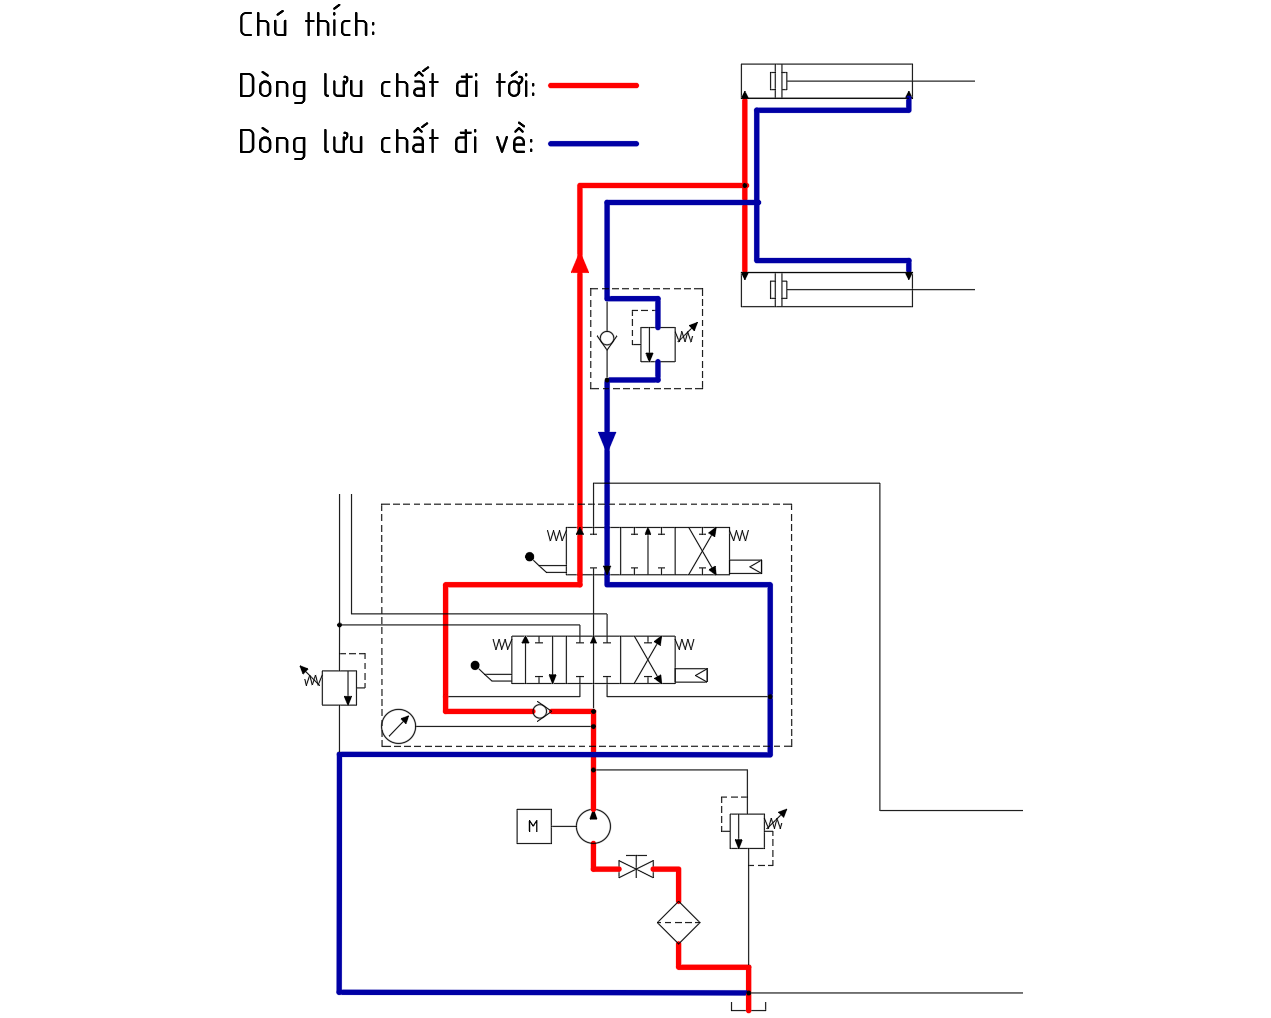 Chú thích:
Dòng lưu chất đi tới:
Dòng lưu chất đi về:
M